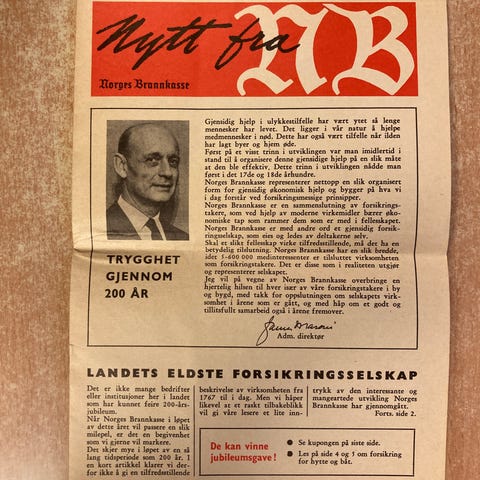 Nytt fra NB
Norges Brannkasse
Gjensidig hjelp i ulykkestilfelle har vært ytet så lenge
mennesker har levet. Det ligger i vår natur å hjelpe
medmennesker i nød. Dette har også vært tilfelle når ilden
har lagt byer og hjem øde.
Først på et visst trinn i utviklingen var man imidlertid i
stand til å organisere denne gjensidige hjelp på en slik måte
at den ble effektiv. Dette trinn i utviklingen nådde man
først i det 17de og 18de århundre.
Norges Brannkasse representerer nettopp en slik organisert
form for gjensidig økonomisk hjelp og bygger på hva vi
i dag forstår ved forsikringsmessige prinsipper.
Norges Brannkasse er en sammenslutning av forsikrings-
takere, som ved hjelp av moderne virkemidler bærer øko-
nomiske tap som rammer dem som er med i fellesskapet.
Norges Brannkasse er med andre ord et gjensidig forsik-
ringsselskap, som eies og ledes av deltakerne selv.
Skal et slikt fellesskap virke tilfredsstillende, må det ha en
betydelig tilslutning. Norges Brannkasse har en slik bredde,
idet 5-600 000 medinteresserte er tilsluttet virksomheten
som forsikringstakere. Det er disse som i realiteten utgjør
og representerer selskapet.
Jeg vil på vegne av Norges Brannkasse overbringe en
hjertelig hilsen til hver især av våre forsikringstakere i by
og bygd, med takk for oppslutningen om selskapets virk-
somhet i årene som er gått, og med håp om et godt og
tillitsfullt samarbeid også i årene fremover.
Adm. direktør
TRYGGHET
GJENNOM
200 ÅR
LANDETS ELDSTE FORSIKRINGSSELSKAP
Det er ikke mange bedrifter
eller institusjoner her i landet
som har kunnet feire 200-års-
jubileum.
Når Norges Brannkasse i løpet
av dette året vil passere en slik
milepel, er det en begivenhet
som vi gjerne vil markere.
Det skjer mye i løpet av en så
lang tidsperiode som 200 år. I
en kort artikkel klarer vi der-
for ikke å gi en tilfredsstillende
beskrivelse av virksomheten fra
1767 til i dag. Men vi håper
likevel at et raskt tilbakeblikk
vil gi våre lesere et lite inn-
trykk av den interessante og
mangeartede utvikling Norges
Brannkasse har gjennomgått.
Forts. side 2.
De kan vinne
jubileumsgave !
● Se kupongen på siste side.
● Les på side 4 og 5 om forsikring
for hytte og båt.